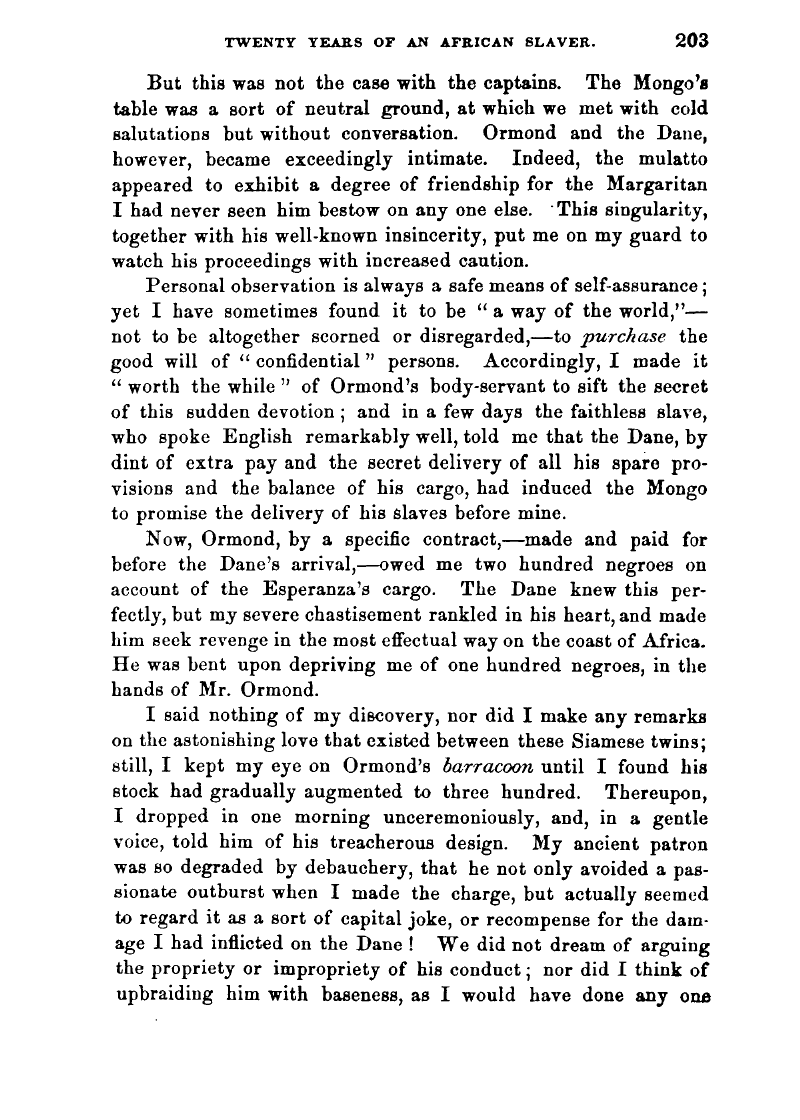 TWENTY YEARS OF AN AFRICAN SLAVER. 203
But this was not the case with the captains. The Mongo's
table was a sort of neutral ground, at which we met with cold
salutations but without conversation. Ormond and the Dane,
however, became exceedingly intimate. Indeed, the mulatto
appeared to exhibit a degree of friendship for the Margaritan
I had never seen him bestow on any one else. This singularity,
together with his well-known insincerity, put me on my guard to
watch his proceedings with increased caution.
Personal observation is always a safe means of self-assurance;
yet I have sometimes found it to be "a way of the world,"—
not to be altogether scorned or disregarded,—to purchase the
good will of "confidential" persons. Accordingly, I made it
"worth the while" of Ormond's body-servant to sift the secret
of this sudden devotion; and in a few days the faithless slave,
who spoke English remarkably well, told me that the Dane, by
dint of extra pay and the secret delivery of all his spare pro-
visions and the balance of his cargo, had induced the Mongo
to promise the delivery of his slaves before mine.
Now, Ormond, by a specific contract,—made and paid for
before the Dane's arrival,—owed me two hundred negroes on
account of the Esperanza's cargo. The Dane knew this per-
fectly, but my severe chastisement rankled in his heart, and made
him seek revenge in the most effectual way on the coast of Africa.
He was bent upon depriving me of one hundred negroes, in the
hands of Mr. Ormond.
I said nothing of my discovery, nor did I make any remarks
on the astonishing love that existed between these Siamese twins;
still, I kept my eye on Ormond's barracoon until I found his
stock had gradually augmented to three hundred. Thereupon,
I dropped in one morning unceremoniously, and, in a gentle
voice, told him of his treacherous design. My ancient patron
was so degraded by debauchery, that he not only avoided a pas-
sionate outburst when I made the charge, but actually seemed
to regard it as a sort of capital joke, or recompense for the dam-
age I had inflicted on the Dane! We did not dream of arguing
the propriety or impropriety of his conduct; nor did I think of
upbraiding him with baseness, as I would have done any one